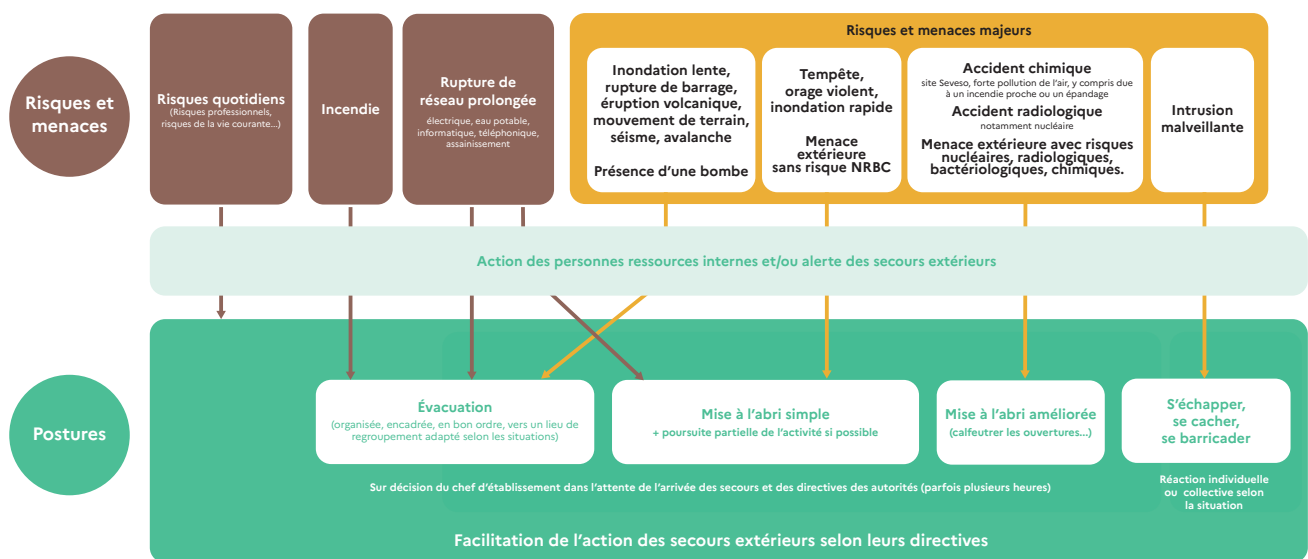 Risques et
menaces
Risques quotidiens
(Risques professionnels,
risques de la vie courante...)
Incendie
Rupture de
réseau prolongée
électrique, eau potable,
informatique, téléphonique,
assainissement
Risques et menaces majeurs
Inondation lente,
rupture de barrage,
éruption volcanique,
mouvement de terrain,
séisme, avalanche
Présence d'une bombe
Tempête,
orage violent,
inondation rapide
Menace
extérieure
sans risque NRBC
Accident chimique
site Seveso, forte pollution de l'air, y compris due
à un incendie proche ou un épandage
Accident radiologique
notamment nucléaire
Menace extérieure avec risques
nucléaires, radiologiques,
bactériologiques, chimiques.
Intrusion
malveillante
Action des personnes ressources internes et/ou alerte des secours extérieurs
Postures
Évacuation
(organisée, encadrée, en bon ordre, vers un lieu de
regroupement adapté selon les situations)
Mise à l'abri simple
+ poursuite partielle de l'activité si possible
Mise à l'abri améliorée
(calfeutrer les ouvertures...)
S'échapper,
se cacher,
se barricader
Sur décision du chef d'établissement dans l'attente de l'arrivée des secours et des directives des autorités (parfois plusieurs heures)
Réaction individuelle
ou collective selon
la situation
Facilitation de l'action des secours extérieurs selon leurs directives